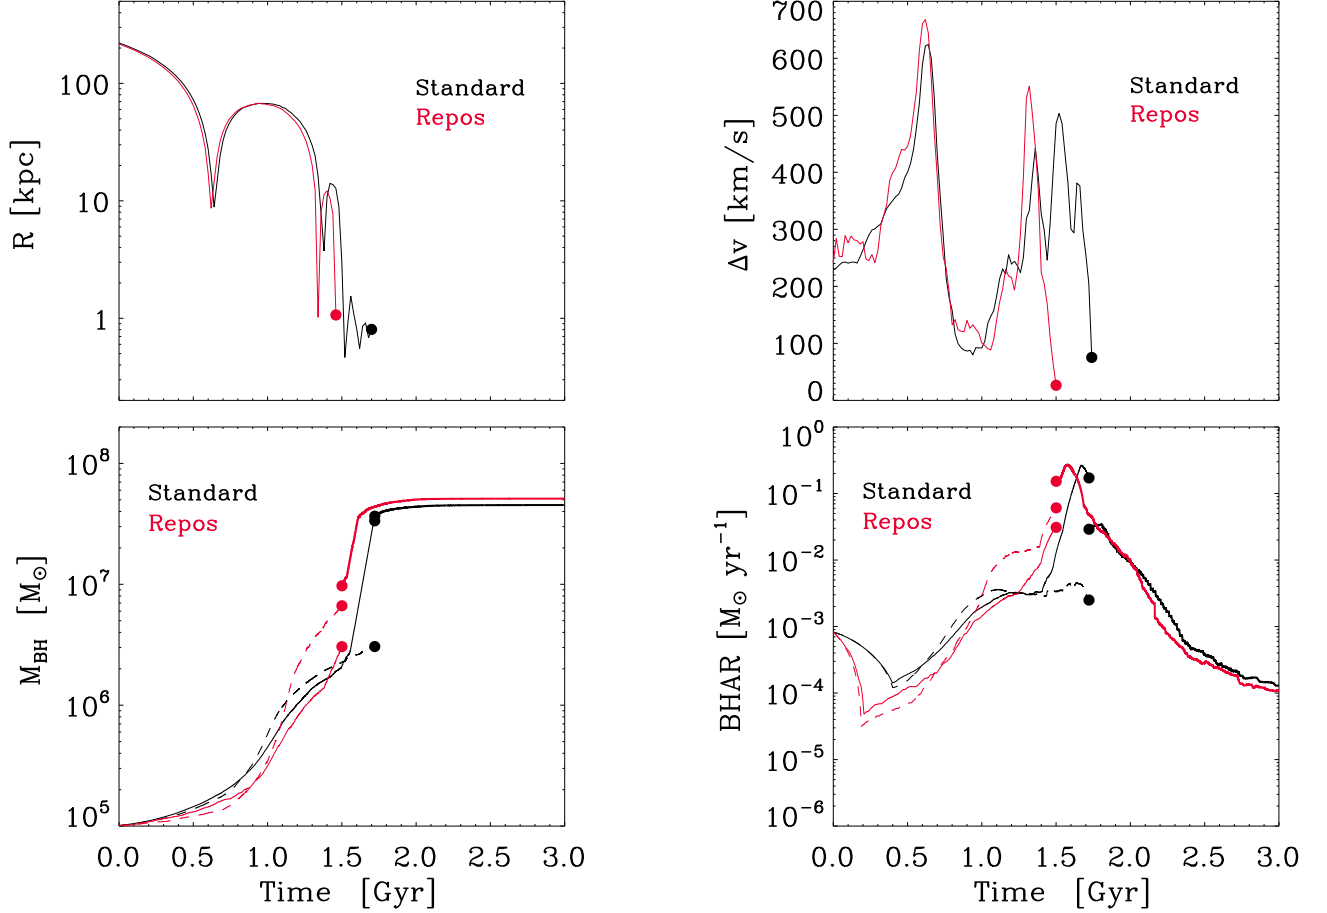 100
10
1
R [kpc]
Standard
Repos
700
600
500
400
300
200
100
0
Δv [km/s]
Standard
Repos
10⁸
10⁷
10⁶
10⁵
M_BH [M_⊙]
Standard
Repos
0.0 0.5 1.0 1.5 2.0 2.5 3.0
Time [Gyr]
10⁰
10⁻¹
10⁻²
10⁻³
10⁻⁴
10⁻⁵
10⁻⁶
BHAR [M_⊙ yr⁻¹]
Standard
Repos
0.0 0.5 1.0 1.5 2.0 2.5 3.0
Time [Gyr]